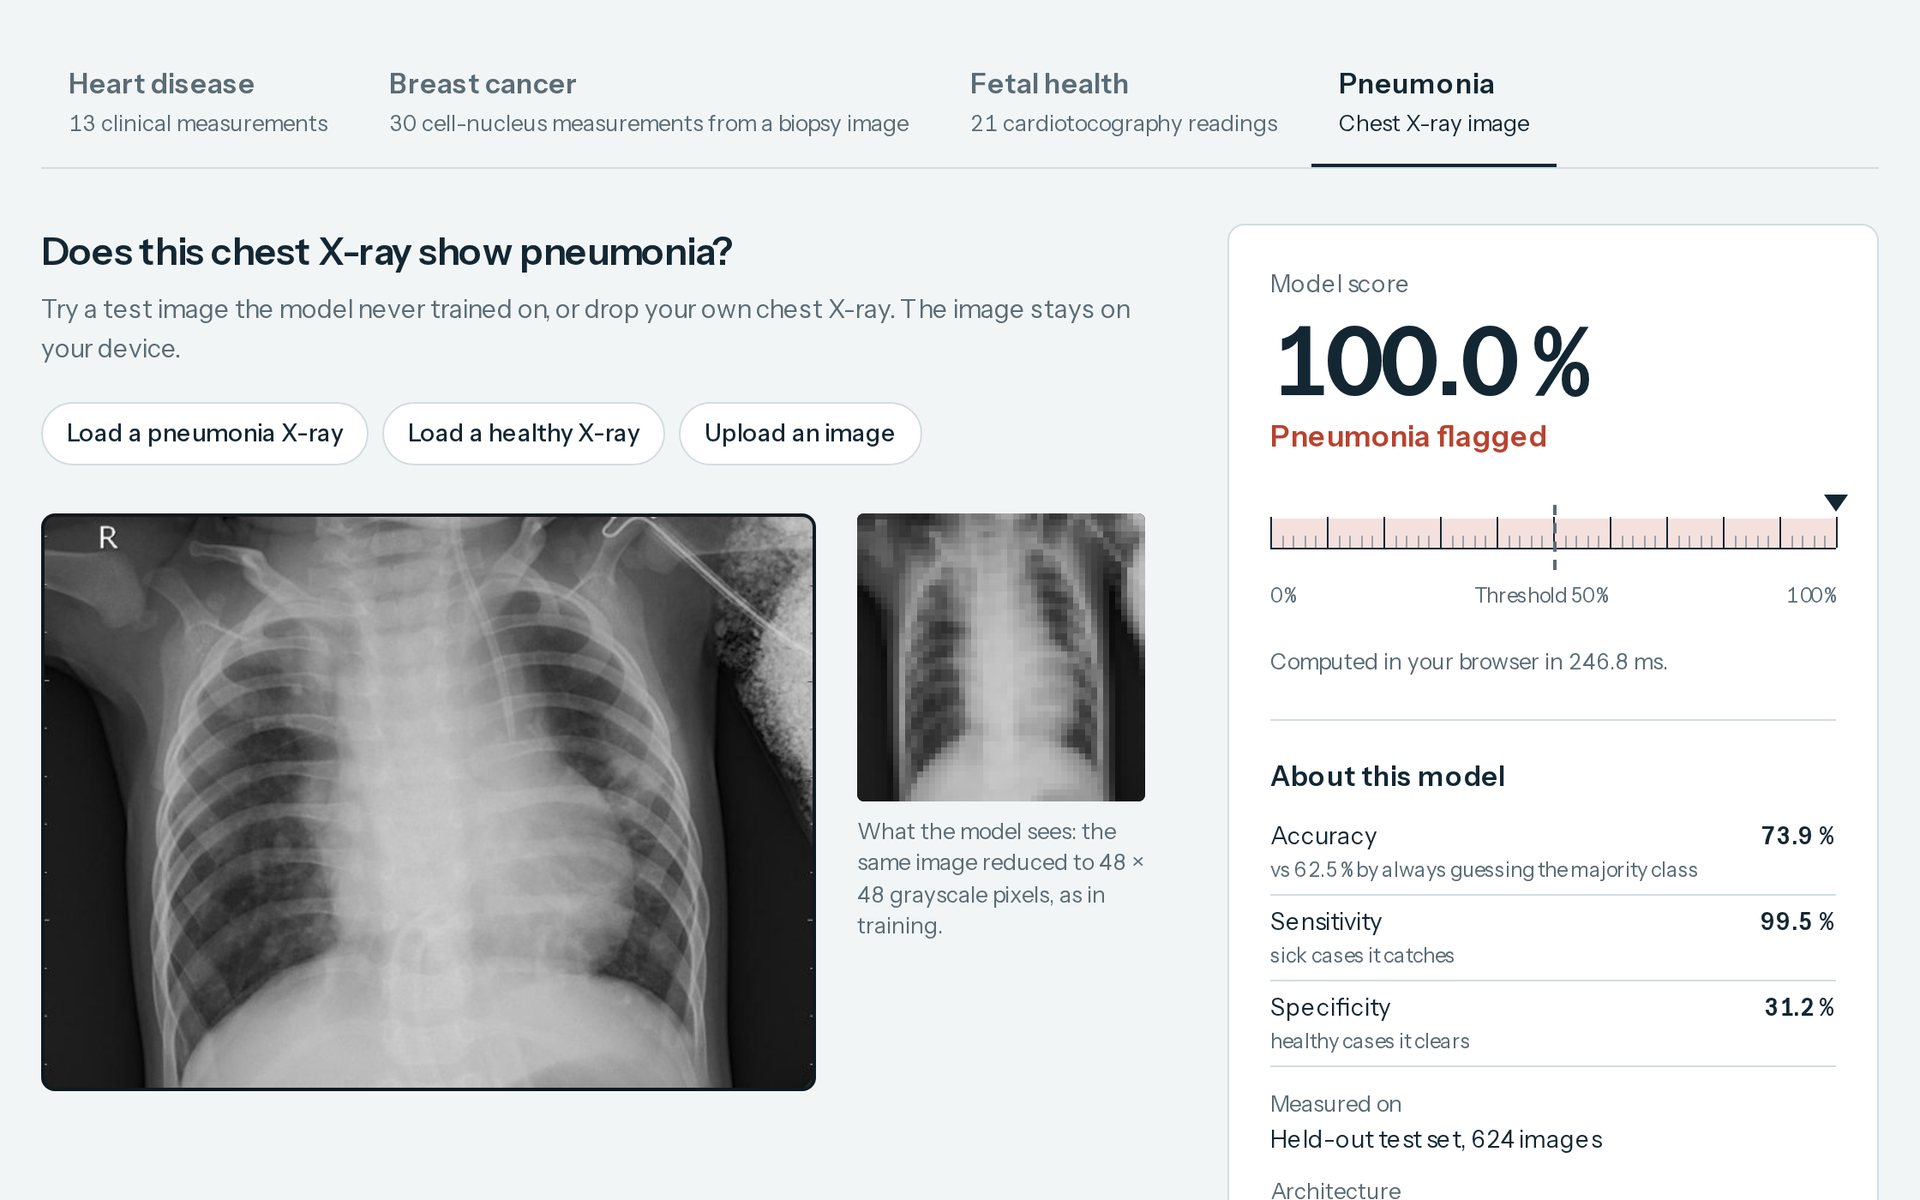 Heart disease
13 clinical measurements
Breast cancer
30 cell-nucleus measurements from a biopsy image
Fetal health
21 cardiotocography readings
Pneumonia
Chest X-ray image
Does this chest X-ray show pneumonia?
Try a test image the model never trained on, or drop your own chest X-ray. The image stays on
your device.
Load a pneumonia X-ray
Load a healthy X-ray
Upload an image
R
What the model sees: the
same image reduced to 48 ×
48 grayscale pixels, as in
training.
Model score
100.0 %
Pneumonia flagged
0%
Threshold 50%
100%
Computed in your browser in 246.8 ms.
About this model
Accuracy
73.9 %
vs 62.5 % by always guessing the majority class
Sensitivity
99.5 %
sick cases it catches
Specificity
31.2 %
healthy cases it clears
Measured on
Held-out test set, 624 images
Architecture